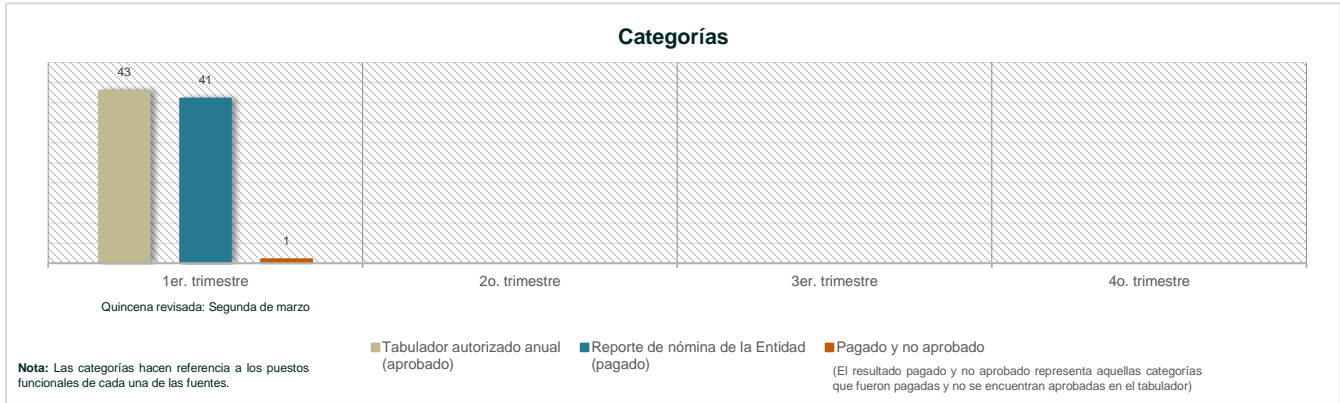 Categorías
43
41
1
1er. trimestre
2o. trimestre
3er. trimestre
4o. trimestre
Quincena revisada: Segunda de marzo
Tabulador autorizado anual
(aprobado)
Reporte de nómina de la Entidad
(pagado)
Pagado y no aprobado
(El resultado pagado y no aprobado representa aquellas categorías
que fueron pagadas y no se encuentran aprobadas en el tabulador)
Nota: Las categorías hacen referencia a los puestos
funcionales de cada una de las fuentes.